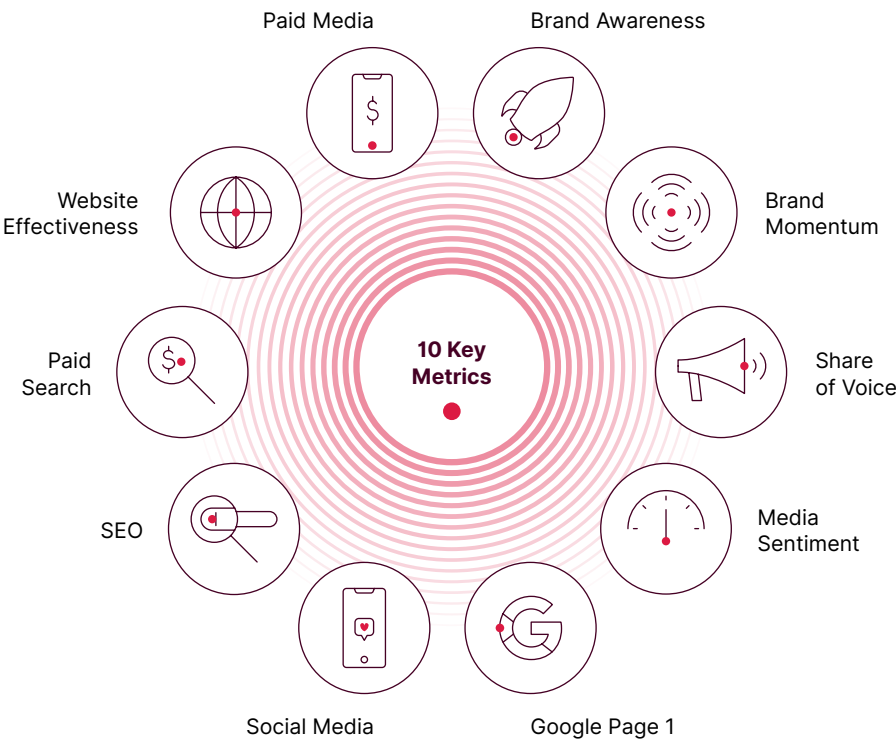 Paid Media
Brand Awareness
Website
Effectiveness
Brand
Momentum
10 Key
Metrics
Paid
Search
Share
of Voice
SEO
Media
Sentiment
Social Media
Google Page 1
$
$
G